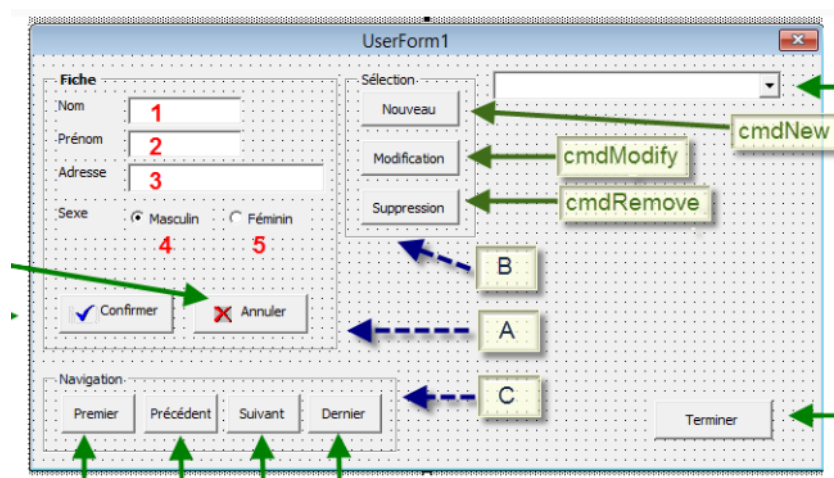 UserForm1
Fiche
Nom
1
Prénom
2
Adresse
3
Sexe
Masculin
Féminin
4
5
Confirmer
Annuler
Sélection
Nouveau
Modification
Suppression
cmdNew
cmdModify
cmdRemove
B
A
C
Navigation
Premier
Précédent
Suivant
Dernier
Terminer